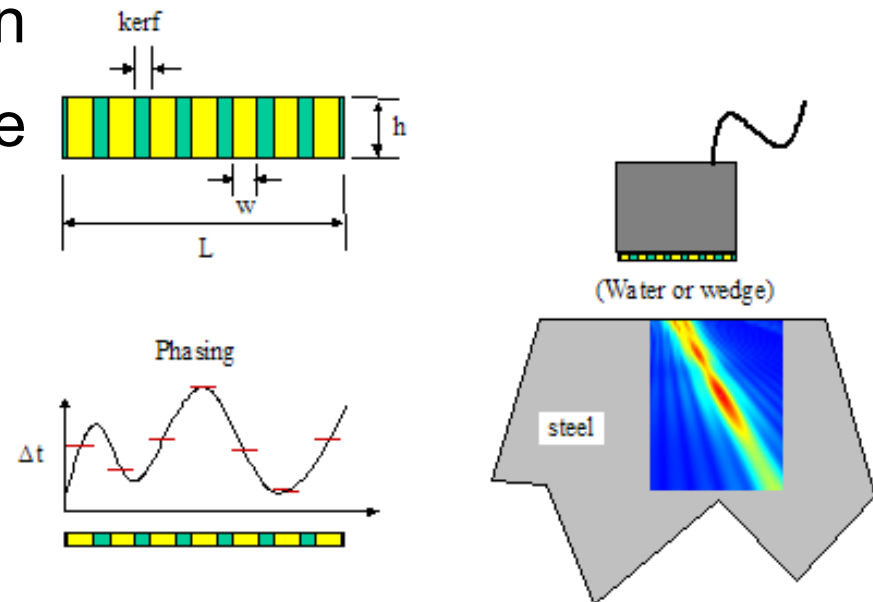 n
e
kerf
h
w
L
(Water or wedge)
Phasing
Δt
steel